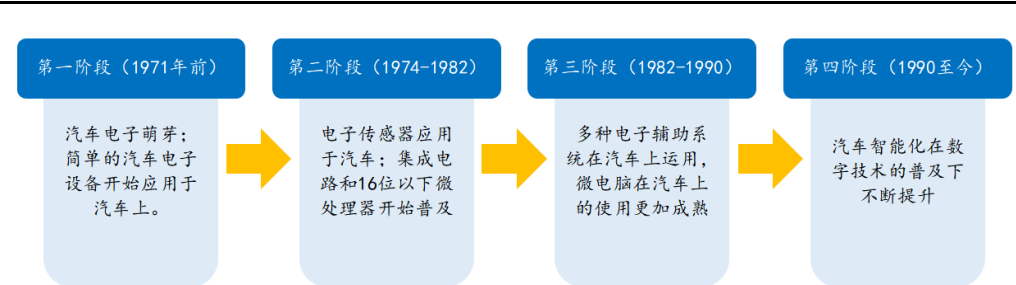 第一阶段（1971年前）
汽车电子萌芽；
简单的汽车电子
设备开始应用于
汽车上。
第二阶段（1974-1982）
电子传感器应用
于汽车；集成电
路和16位以下微
处理器开始普及
第三阶段（1982-1990）
多种电子辅助系
统在汽车上运用，
微电脑在汽车上
的使用更加成熟
第四阶段（1990至今）
汽车智能化在数
字技术的普及下
不断提升